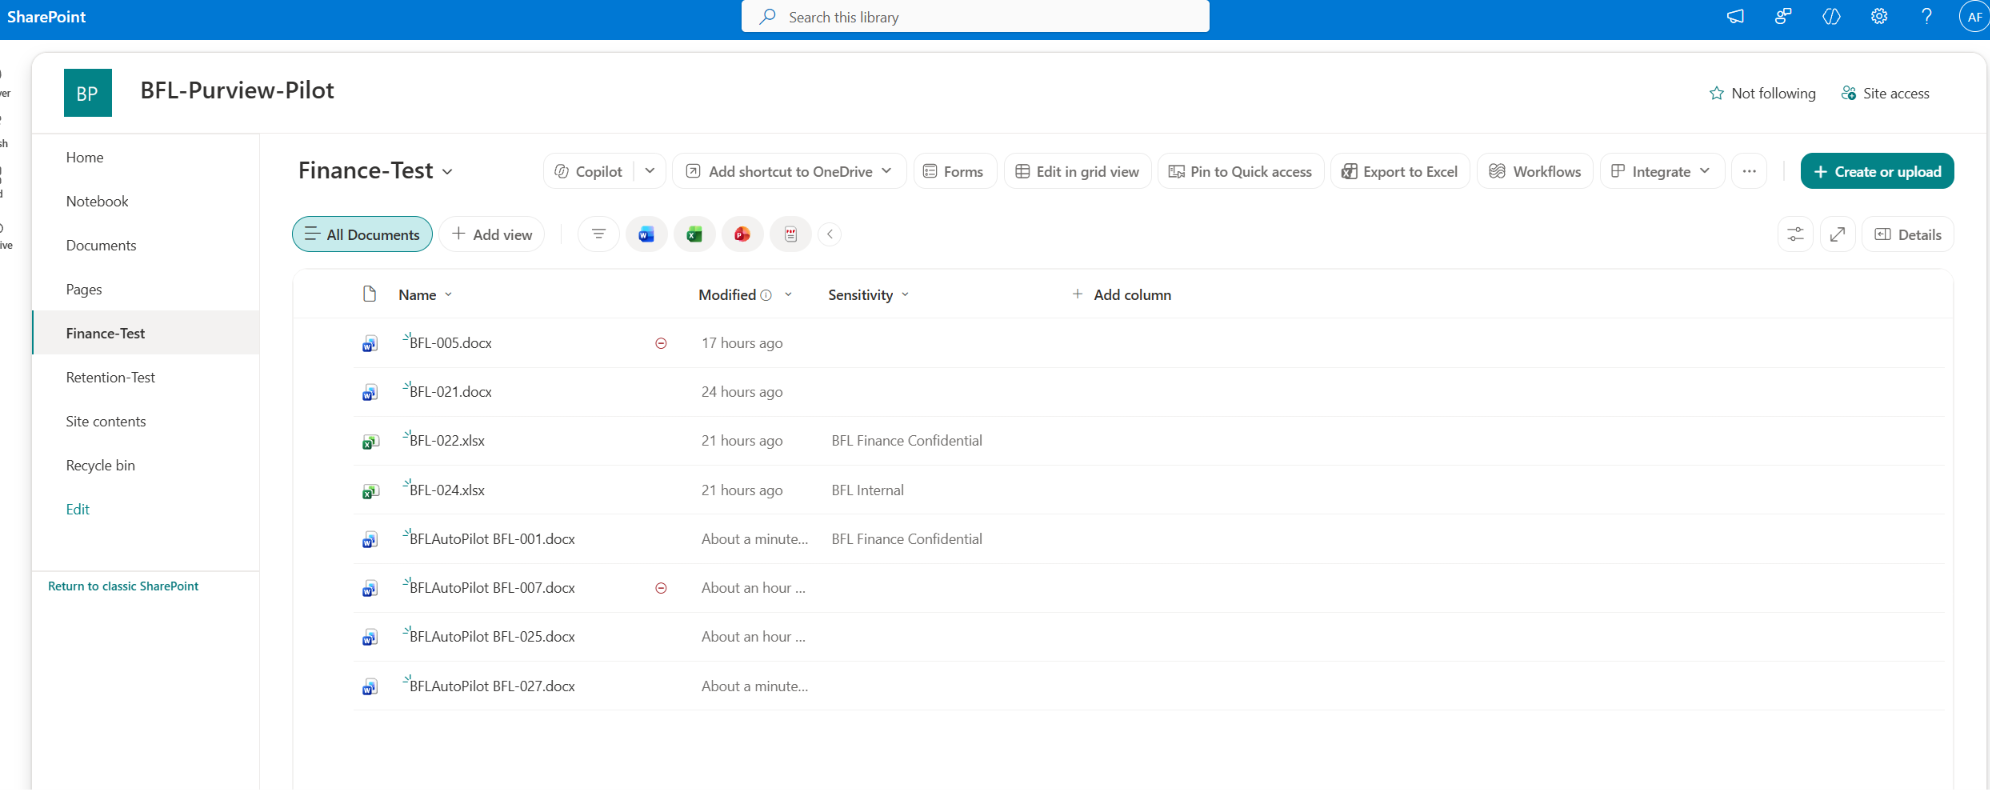 SharePoint
Search this library
AF
BP
BFL-Purview-Pilot
Not following
Site access
Home
Notebook
Documents
Pages
Finance-Test
Retention-Test
Site contents
Recycle bin
Edit
Return to classic SharePoint
Finance-Test
Copilot
Add shortcut to OneDrive
Forms
Edit in grid view
Pin to Quick access
Export to Excel
Workflows
Integrate
Create or upload
All Documents
Add view
Details
Name Modified Sensitivity Add column
BFL-005.docx 17 hours ago
BFL-021.docx 24 hours ago
BFL-022.xlsx 21 hours ago BFL Finance Confidential
BFL-024.xlsx 21 hours ago BFL Internal
BFLAutoPilot BFL-001.docx About a minute... BFL Finance Confidential
BFLAutoPilot BFL-007.docx About an hour ...
BFLAutoPilot BFL-025.docx About an hour ...
BFLAutoPilot BFL-027.docx About a minute...